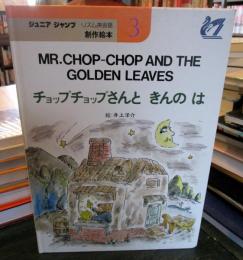 ジュニア ジャンプ リズム英会話
制作絵本
3
MR.CHOP-CHOP AND THE
GOLDEN LEAVES
チョップチョップさんと きんの は
絵・井上洋介